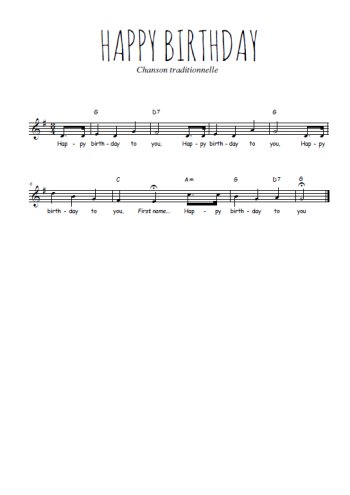 HAPPY BIRTHDAY
Chanson traditionnelle
G D7 G
Hap - py birth - day to you, Hap - py birth - day to you, Hap - py
C Am G D7 G
birth - day to you, First name... Hap - py birth - day to you